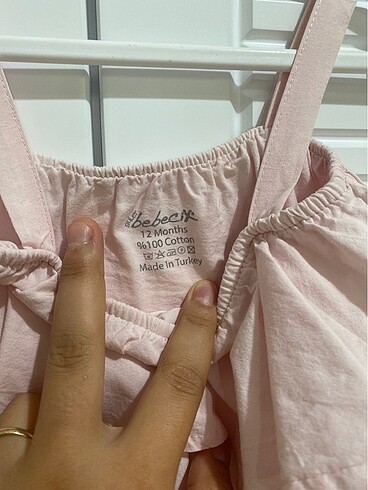 bebecix
12 Months
%100 Cotton
Made In Turkey